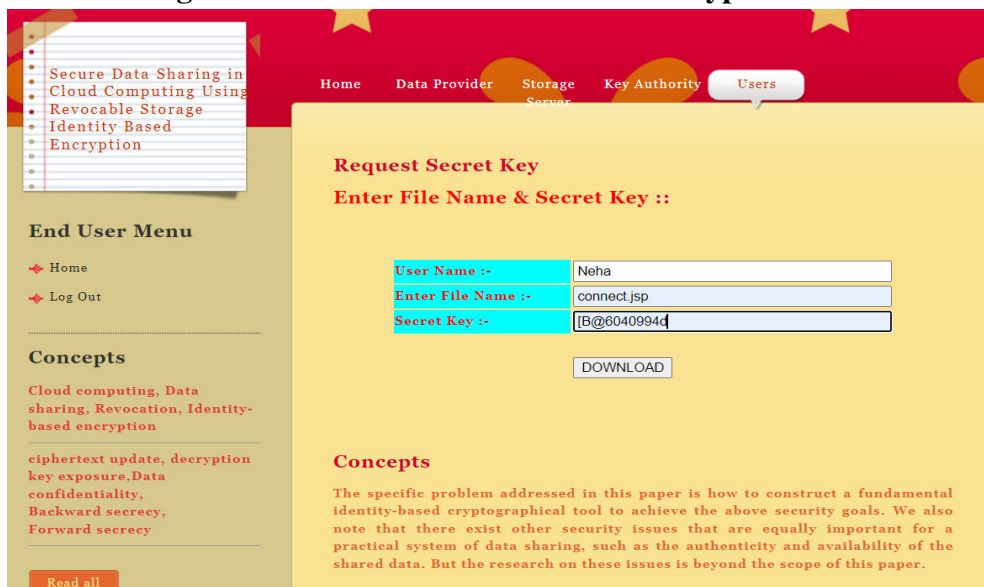 Secure Data Sharing in
Cloud Computing Using
Revocable Storage
Identity Based
Encryption
Home Data Provider Storage Server Key Authority Users
End User Menu
Home
Log Out
Concepts
Cloud computing, Data
sharing, Revocation, Identity-
based encryption
ciphertext update, decryption
key exposure,Data
confidentiality,
Backward secrecy,
Forward secrecy
Read all
Request Secret Key
Enter File Name & Secret Key ::
User Name :- Neha
Enter File Name :- connect.jsp
Secret Key :- [B@6040994d
DOWNLOAD
Concepts
The specific problem addressed in this paper is how to construct a fundamental
identity-based cryptographical tool to achieve the above security goals. We also
note that there exist other security issues that are equally important for a
practical system of data sharing, such as the authenticity and availability of the
shared data. But the research on these issues is beyond the scope of this paper.